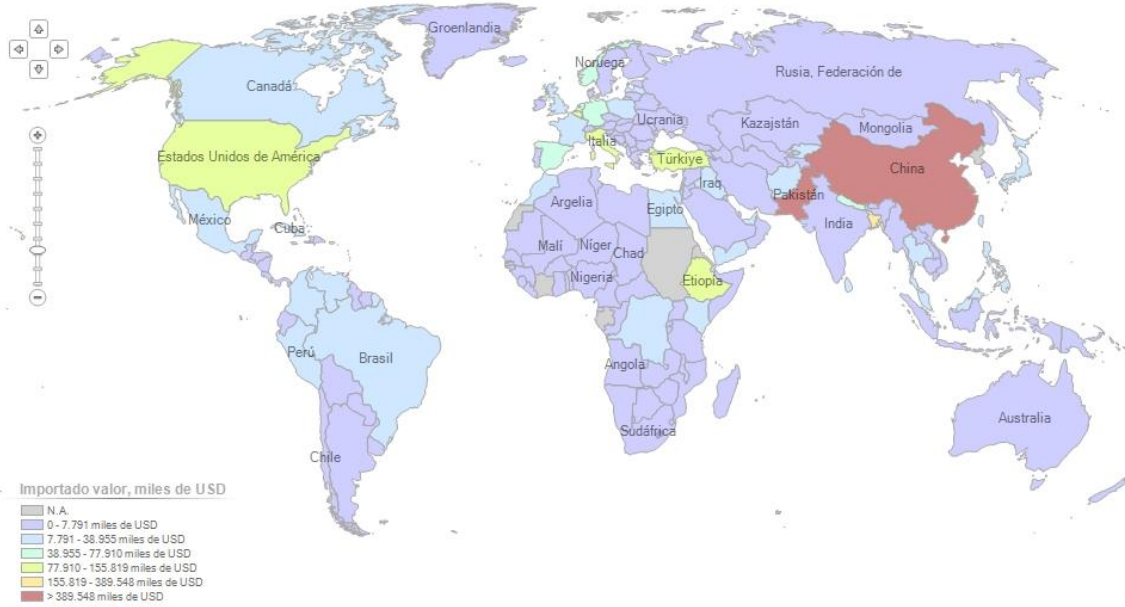 Groenlandia
Noruega
Rusia, Federación de
Canadá
Ucrania
Kazajstán
Mongolia
Italia
Estados Unidos de América
Türkiye
China
Iraq
Pakistán
Argelia
Egipto
México
India
Cuba
Malí
Níger
Chad
Nigeria
Etiopía
Perú
Brasil
Angola
Australia
Sudáfrica
Chile
Importado valor, miles de USD
N.A.
0 - 7.791 miles de USD
7.791 - 38.955 miles de USD
38.955 - 77.910 miles de USD
77.910 - 155.819 miles de USD
155.819 - 389.548 miles de USD
> 389.548 miles de USD